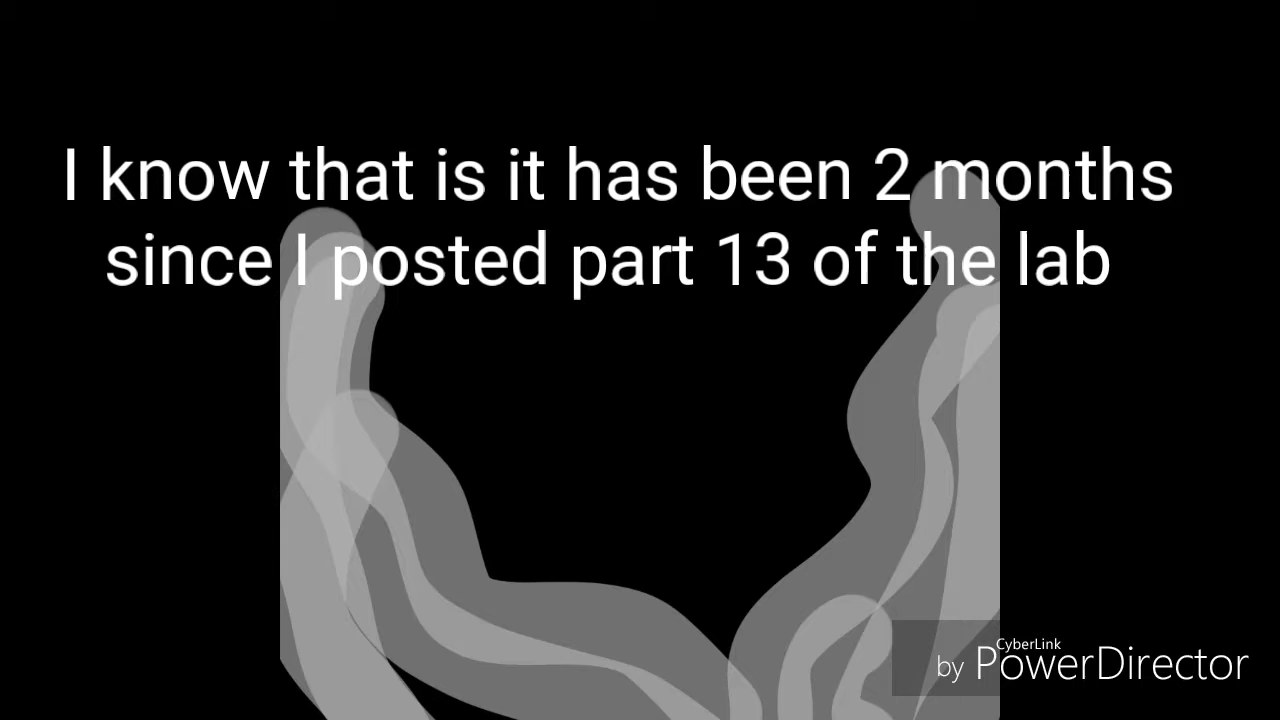 I know that is it has been 2 months
since I posted part 13 of the lab
CyberLink
by PowerDirector